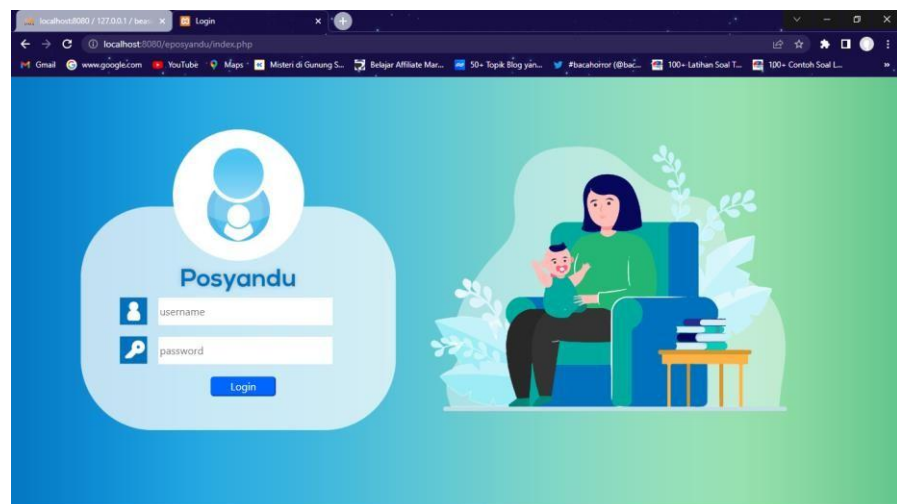 localhost:8080 / 127.0.0.1 / beas
Login
localhost:8080/eposyandu/index.php
Gmail
www.google.com
YouTube
Maps
Misteri di Gunung S...
Belajar Affiliate Mar...
50+ Topik Blog yan...
#bacahorror (@bac...
100+ Latihan Soal T...
100+ Contoh Soal L...
Posyandu
username
password
Login